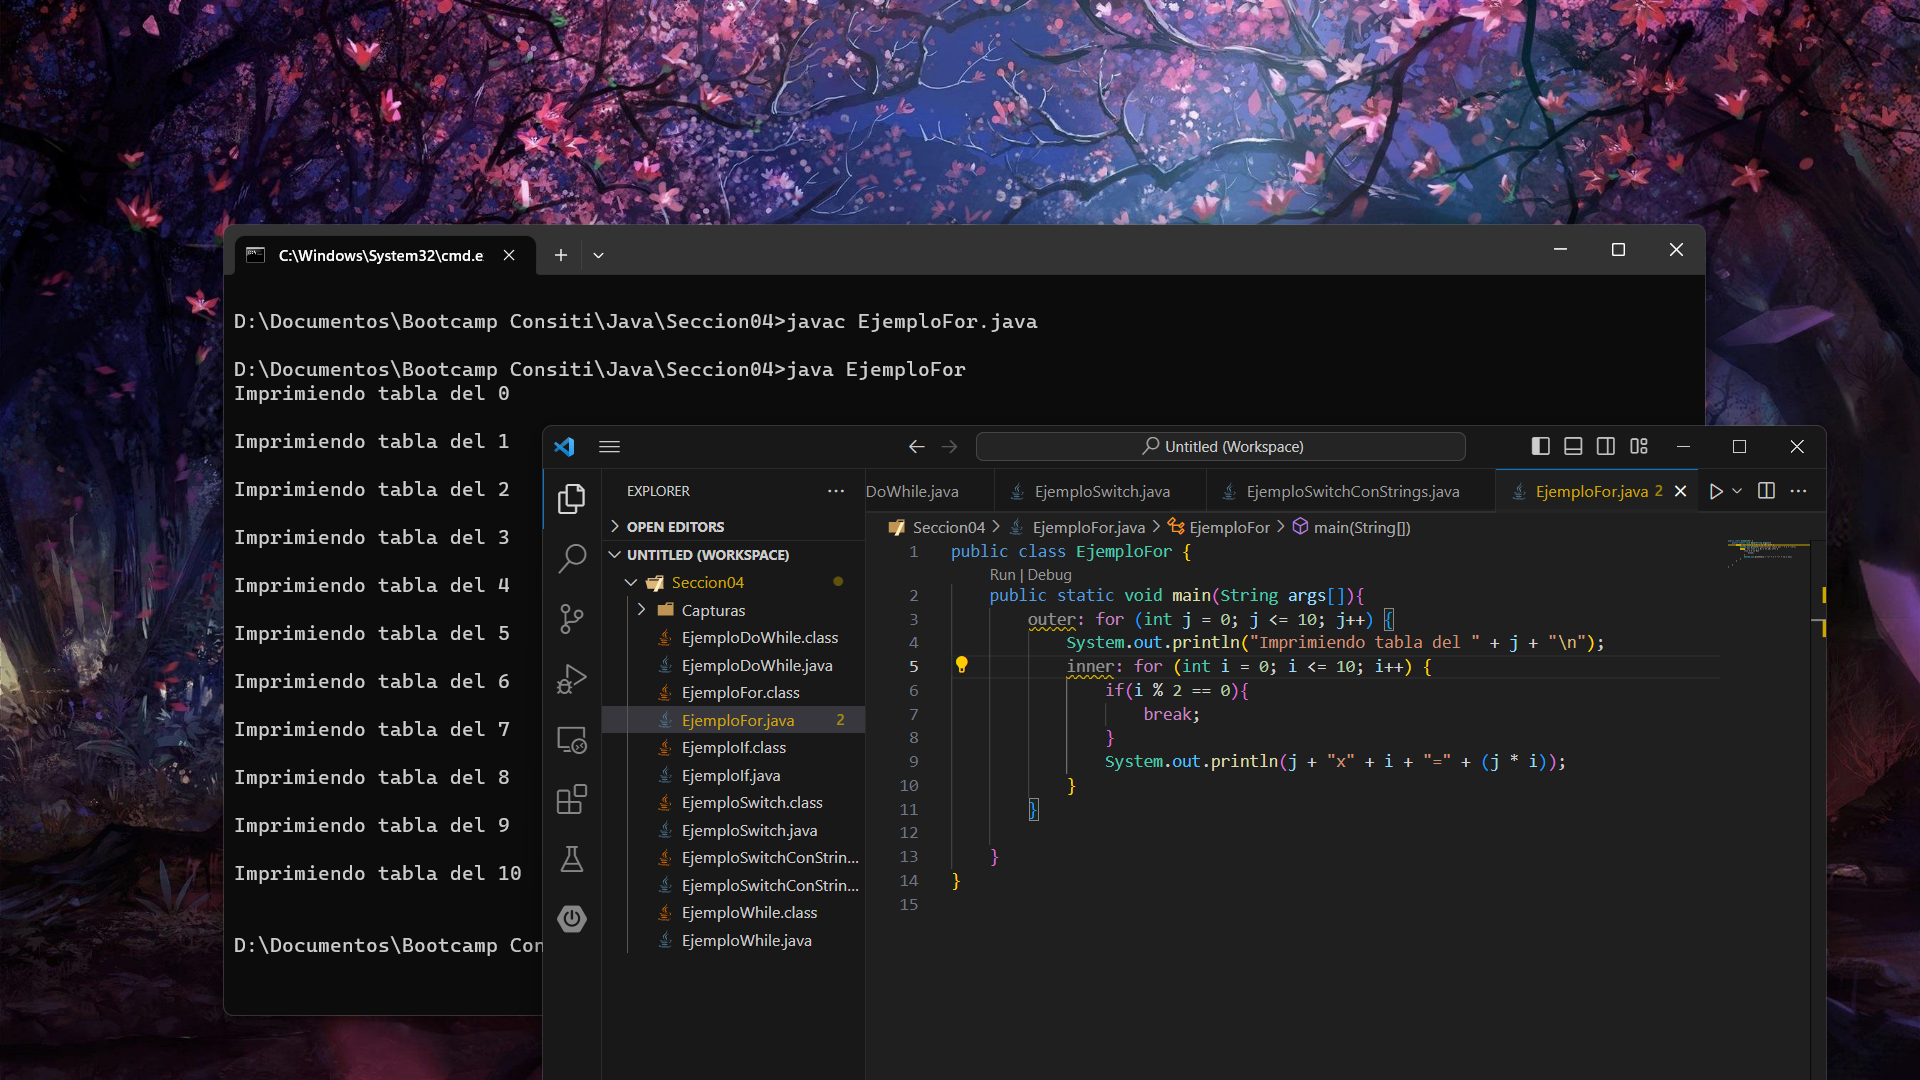 C:\Windows\System32\cmd.e
D:\Documentos\Bootcamp Consiti\Java\Seccion04>javac EjemploFor.java
D:\Documentos\Bootcamp Consiti\Java\Seccion04>java EjemploFor
Imprimiendo tabla del 0
Imprimiendo tabla del 1
Imprimiendo tabla del 2
Imprimiendo tabla del 3
Imprimiendo tabla del 4
Imprimiendo tabla del 5
Imprimiendo tabla del 6
Imprimiendo tabla del 7
Imprimiendo tabla del 8
Imprimiendo tabla del 9
Imprimiendo tabla del 10
D:\Documentos\Bootcamp Con
Untitled (Workspace)
EXPLORER
OPEN EDITORS
UNTITLED (WORKSPACE)
Seccion04
Capturas
EjemploDoWhile.class
EjemploDoWhile.java
EjemploFor.class
EjemploFor.java 2
EjemploIf.class
EjemploIf.java
EjemploSwitch.class
EjemploSwitch.java
EjemploSwitchConStrin...
EjemploSwitchConStrin...
EjemploWhile.class
EjemploWhile.java
DoWhile.java EjemploSwitch.java EjemploSwitchConStrings.java EjemploFor.java 2
Seccion04 > EjemploFor.java > EjemploFor > main(String[])
1 public class EjemploFor {
Run | Debug
2 public static void main(String args[]){
3 outer: for (int j = 0; j <= 10; j++) {
4 System.out.println("Imprimiendo tabla del " + j + "\n");
5 inner: for (int i = 0; i <= 10; i++) {
6 if(i % 2 == 0){
7 break;
8 }
9 System.out.println(j + "x" + i + "=" + (j * i));
10 }
11 }
12
13 }
14 }
15